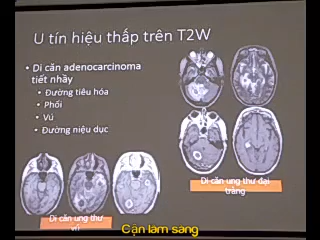 U tín hiệu thấp trên T2W
• Di căn adenocarcinoma
tiết nhầy
• Đường tiêu hóa
• Phổi
• Vú
• Đường niệu dục
Di căn ung thư đại
tràng
Di căn ung thư
vú
Cận lâm sàng